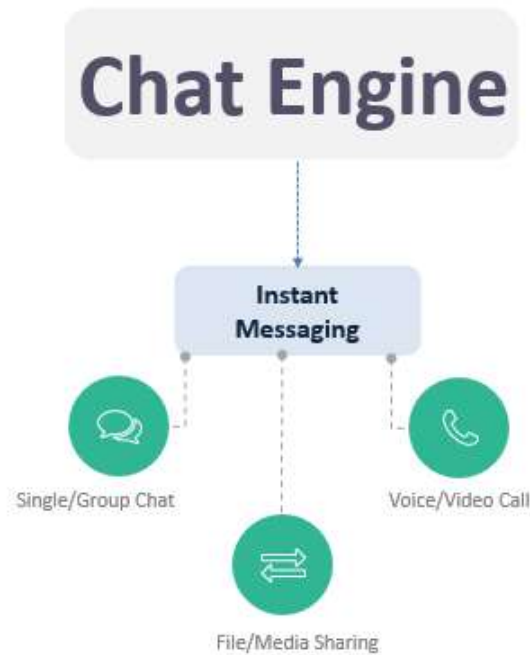 Chat Engine
Instant
Messaging
Single/Group Chat
Voice/Video Call
File/Media Sharing